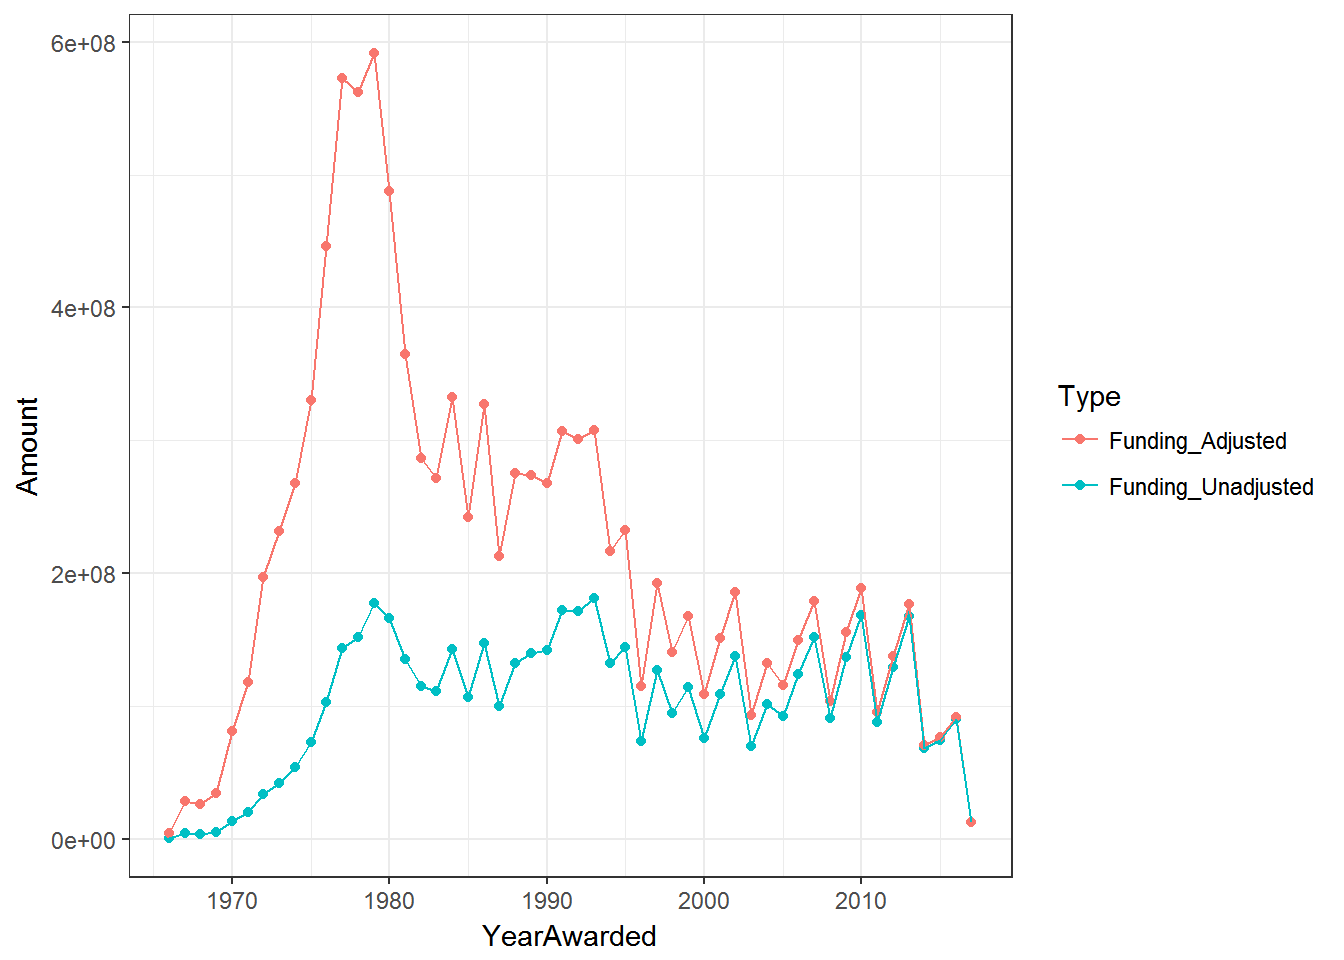 6e+08
4e+08
2e+08
0e+00
Amount
1970
1980
1990
2000
2010
YearAwarded
Type
Funding_Adjusted
Funding_Unadjusted